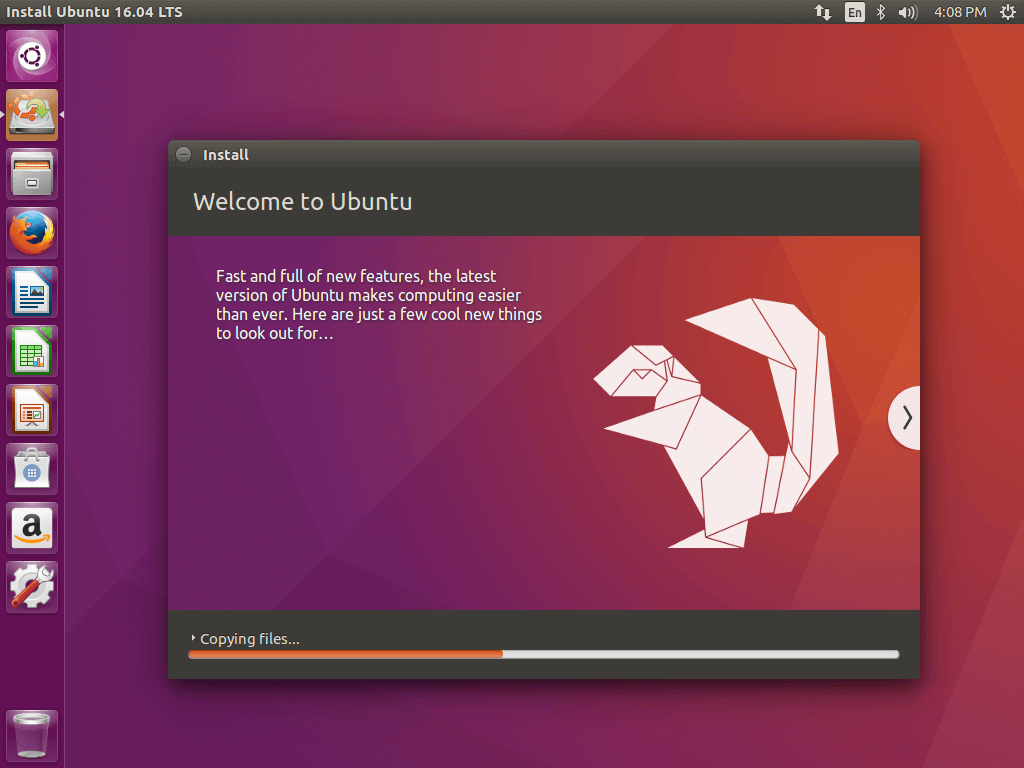 Install Ubuntu 16.04 LTS
En
4:08 PM
a
Install
Welcome to Ubuntu
Fast and full of new features, the latest
version of Ubuntu makes computing easier
than ever. Here are just a few cool new things
to look out for…
Copying files...